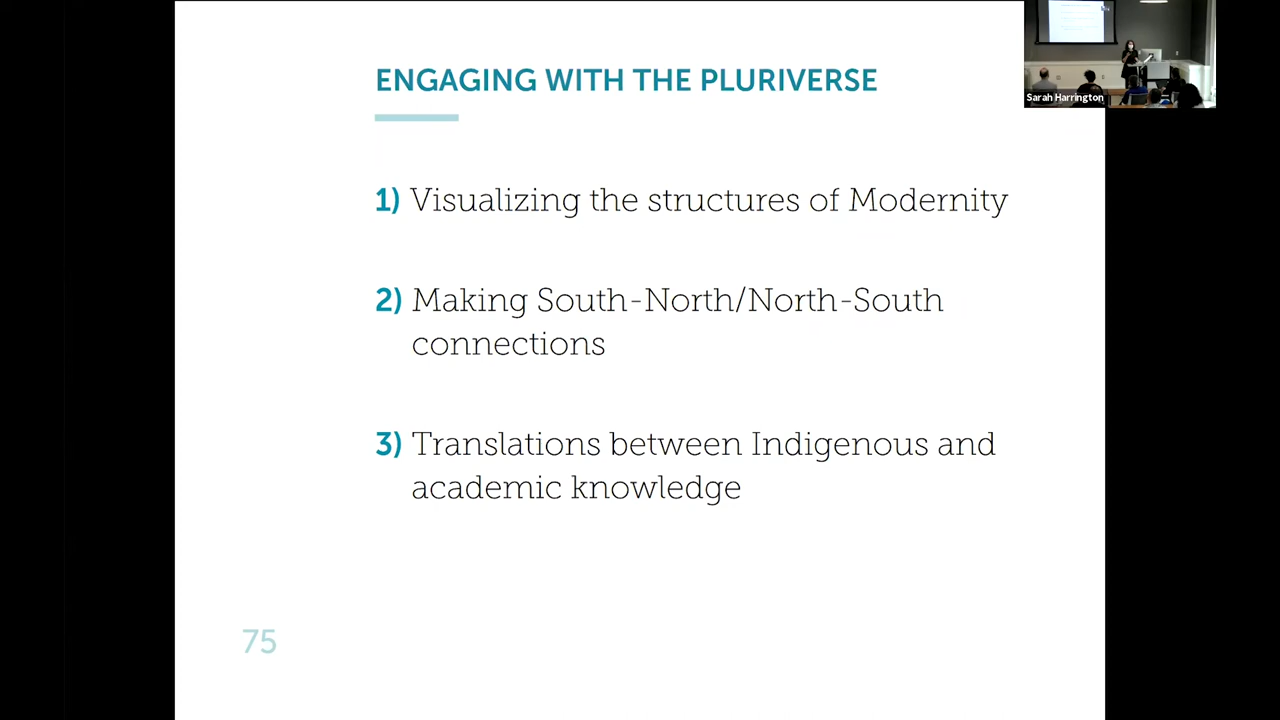 ENGAGING WITH THE PLURIVERSE
Sarah Harrington
1) Visualizing the structures of Modernity
2) Making South-North/North-South
connections
3) Translations between Indigenous and
academic knowledge
75